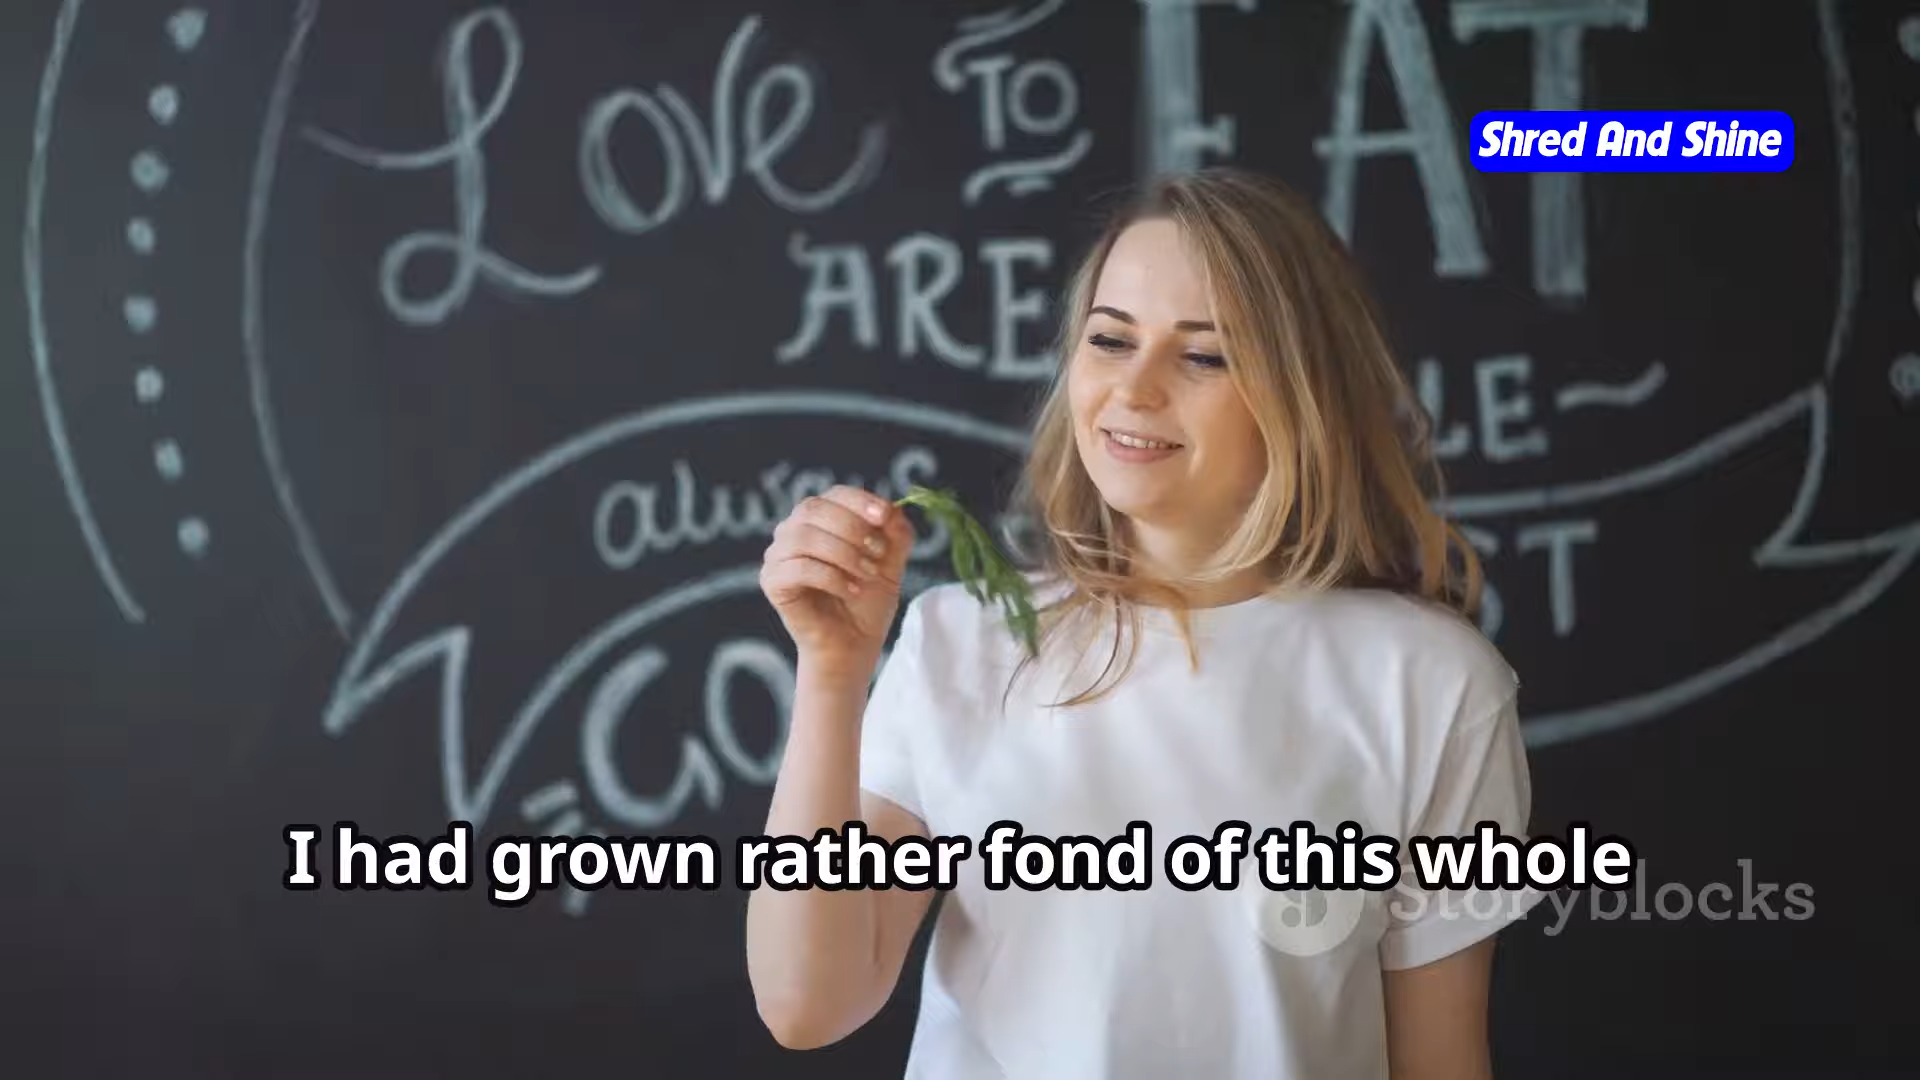 Love TO EAT
Shred And Shine
ARE
LE~
always
ST
GO
I had grown rather fond of this whole
Storyblocks